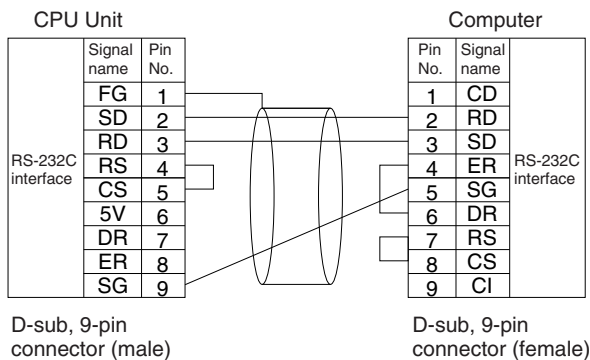 CPU Unit
Computer
Signal name Pin No.
FG 1
SD 2
RD 3
RS 4
CS 5
5V 6
DR 7
ER 8
SG 9
RS-232C interface
Pin No. Signal name
1 CD
2 RD
3 SD
4 ER
5 SG
6 DR
7 RS
8 CS
9 CI
RS-232C interface
D-sub, 9-pin
connector (male)
D-sub, 9-pin
connector (female)